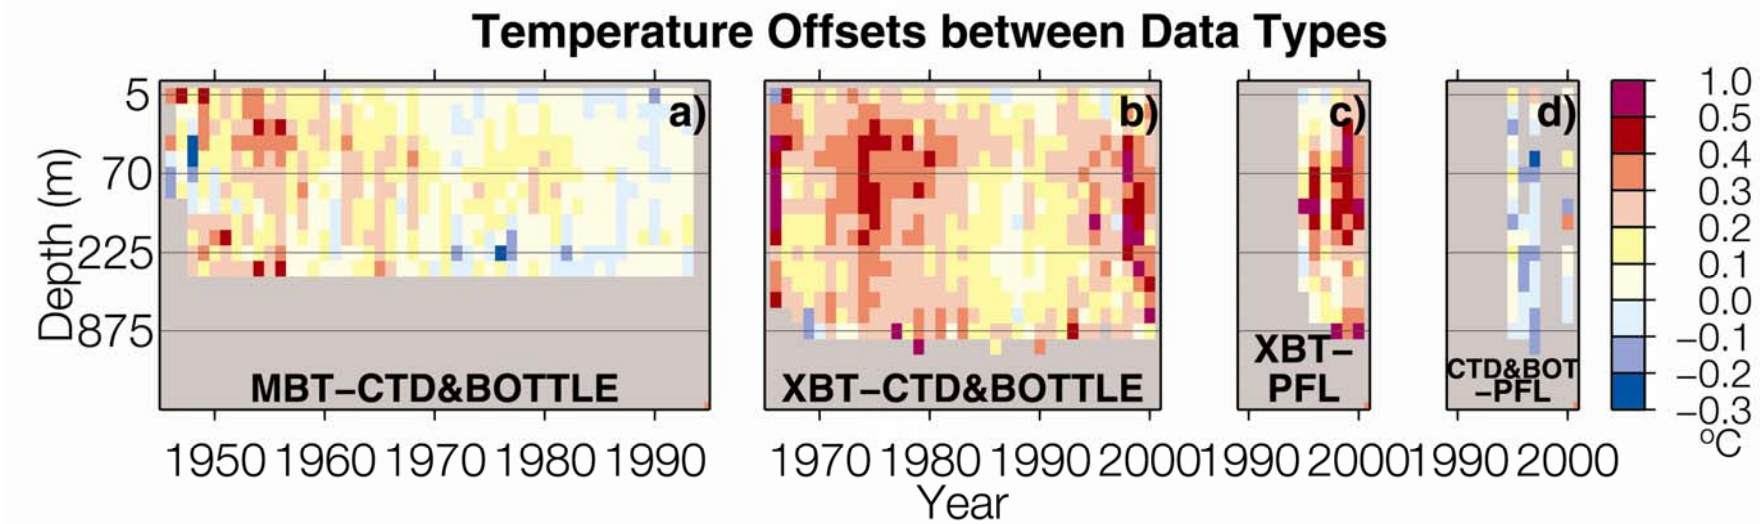 Temperature Offsets between Data Types
5
70
225
875
Depth (m)
a)
MBT–CTD&BOTTLE
1950 1960 1970 1980 1990
b)
XBT–CTD&BOTTLE
1970 1980 1990 2000
c)
XBT–
PFL
1990 2000
d)
CTD&BOT
–PFL
1990 2000
Year
1.0
0.5
0.4
0.3
0.2
0.1
0.0
–0.1
–0.2
–0.3
°C